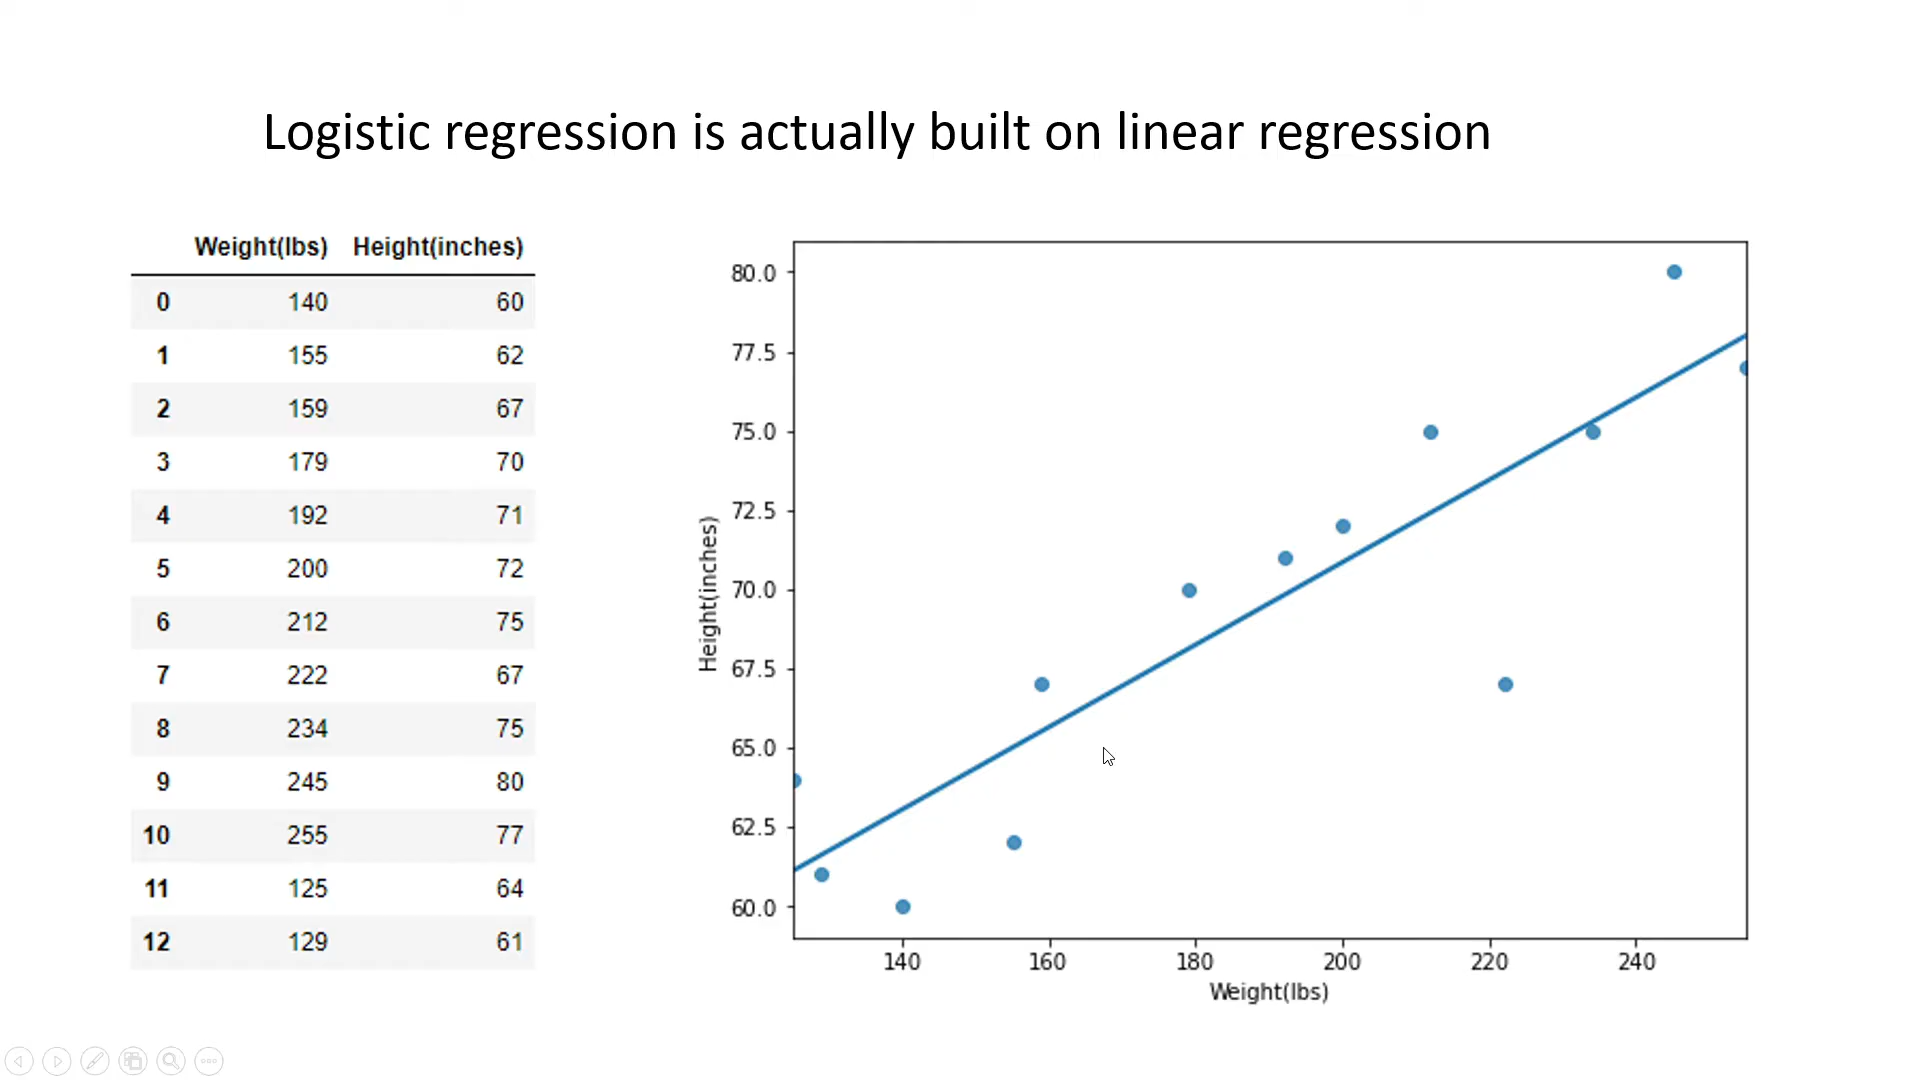 Logistic regression is actually built on linear regression
Weight(lbs) Height(inches)
0 140 60
1 155 62
2 159 67
3 179 70
4 192 71
5 200 72
6 212 75
7 222 67
8 234 75
9 245 80
10 255 77
11 125 64
12 129 61
80.0
77.5
75.0
72.5
70.0
67.5
65.0
62.5
60.0
Height(inches)
140 160 180 200 220 240
Weight(lbs)